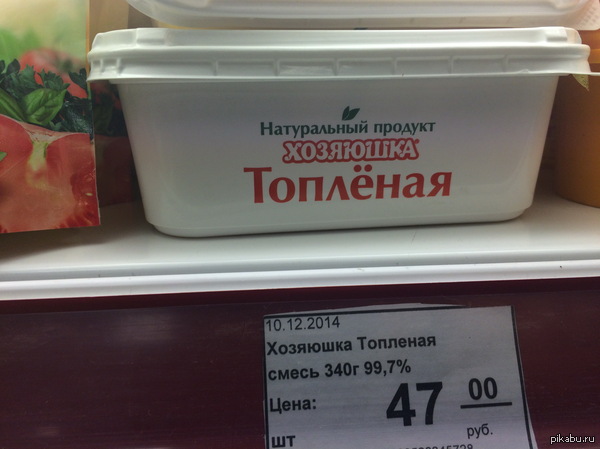 Натуральный продукт
ХОЗЯЮШКА
Топлёная
10.12.2014
Хозяюшка Топленая
смесь 340г 99,7%
Цена: 47 00
руб.
шт
pikabu.ru